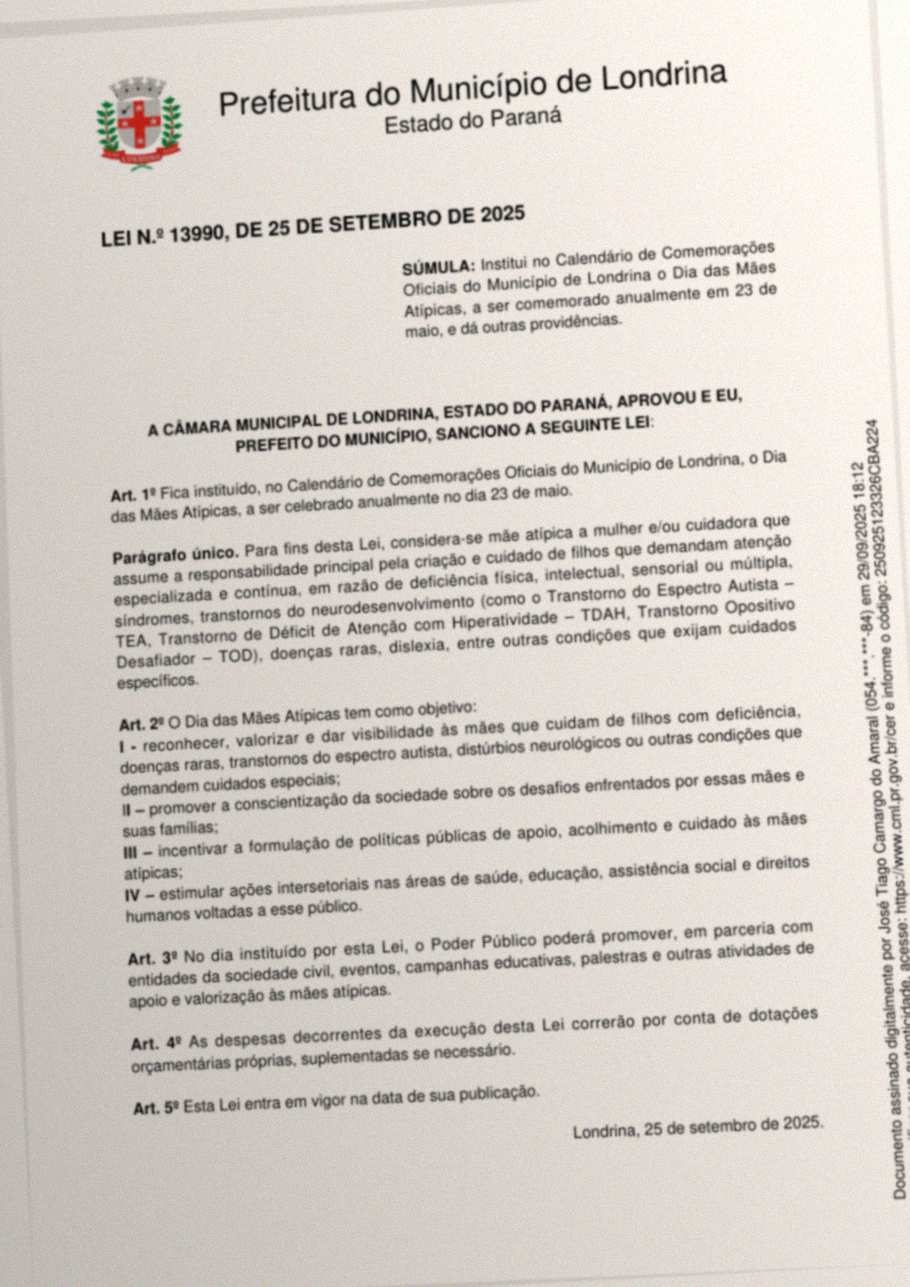 Prefeitura do Município de Londrina
Estado do Paraná
LONDRINA
LEI N.º 13990, DE 25 DE SETEMBRO DE 2025
SÚMULA: Institui no Calendário de Comemorações
Oficiais do Município de Londrina o Dia das Mães
Atípicas, a ser comemorado anualmente em 23 de
maio, e dá outras providências.
A CÂMARA MUNICIPAL DE LONDRINA, ESTADO DO PARANÁ, APROVOU E EU,
PREFEITO DO MUNICÍPIO, SANCIONO A SEGUINTE LEI:
Art. 1º Fica instituído, no Calendário de Comemorações Oficiais do Município de Londrina, o Dia
das Mães Atípicas, a ser celebrado anualmente no dia 23 de maio.
Parágrafo único. Para fins desta Lei, considera-se mãe atípica a mulher e/ou cuidadora que
assume a responsabilidade principal pela criação e cuidado de filhos que demandam atenção
especializada e contínua, em razão de deficiência física, intelectual, sensorial ou múltipla,
síndromes, transtornos do neurodesenvolvimento (como o Transtorno do Espectro Autista –
TEA, Transtorno de Déficit de Atenção com Hiperatividade – TDAH, Transtorno Opositivo
Desafiador – TOD), doenças raras, dislexia, entre outras condições que exijam cuidados
específicos.
Art. 2º O Dia das Mães Atípicas tem como objetivo:
I - reconhecer, valorizar e dar visibilidade às mães que cuidam de filhos com deficiência,
doenças raras, transtornos do espectro autista, distúrbios neurológicos ou outras condições que
demandem cuidados especiais;
II – promover a conscientização da sociedade sobre os desafios enfrentados por essas mães e
suas famílias;
III – incentivar a formulação de políticas públicas de apoio, acolhimento e cuidado às mães
atípicas;
IV – estimular ações intersetoriais nas áreas de saúde, educação, assistência social e direitos
humanos voltadas a esse público.
Art. 3º No dia instituído por esta Lei, o Poder Público poderá promover, em parceria com
entidades da sociedade civil, eventos, campanhas educativas, palestras e outras atividades de
apoio e valorização às mães atípicas.
Art. 4º As despesas decorrentes da execução desta Lei correrão por conta de dotações
orçamentárias próprias, suplementadas se necessário.
Art. 5º Esta Lei entra em vigor na data de sua publicação.
Londrina, 25 de setembro de 2025.
Documento assinado digitalmente por José Tiago Camargo do Amaral (054.***.***-84) em 29/09/2025 18:12
sua autenticidade, acesse: https://www.cml.pr.gov.br/cer e informe o código: 250925123326CBA224